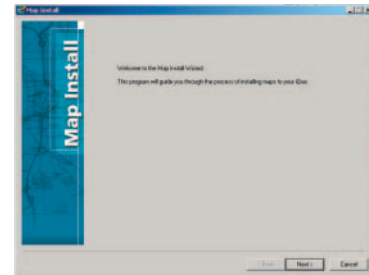 Map Install
Map Install
Welcome to the Map Install Wizard.
This program will guide you through the process of installing maps to your iQue.
Next >
Cancel